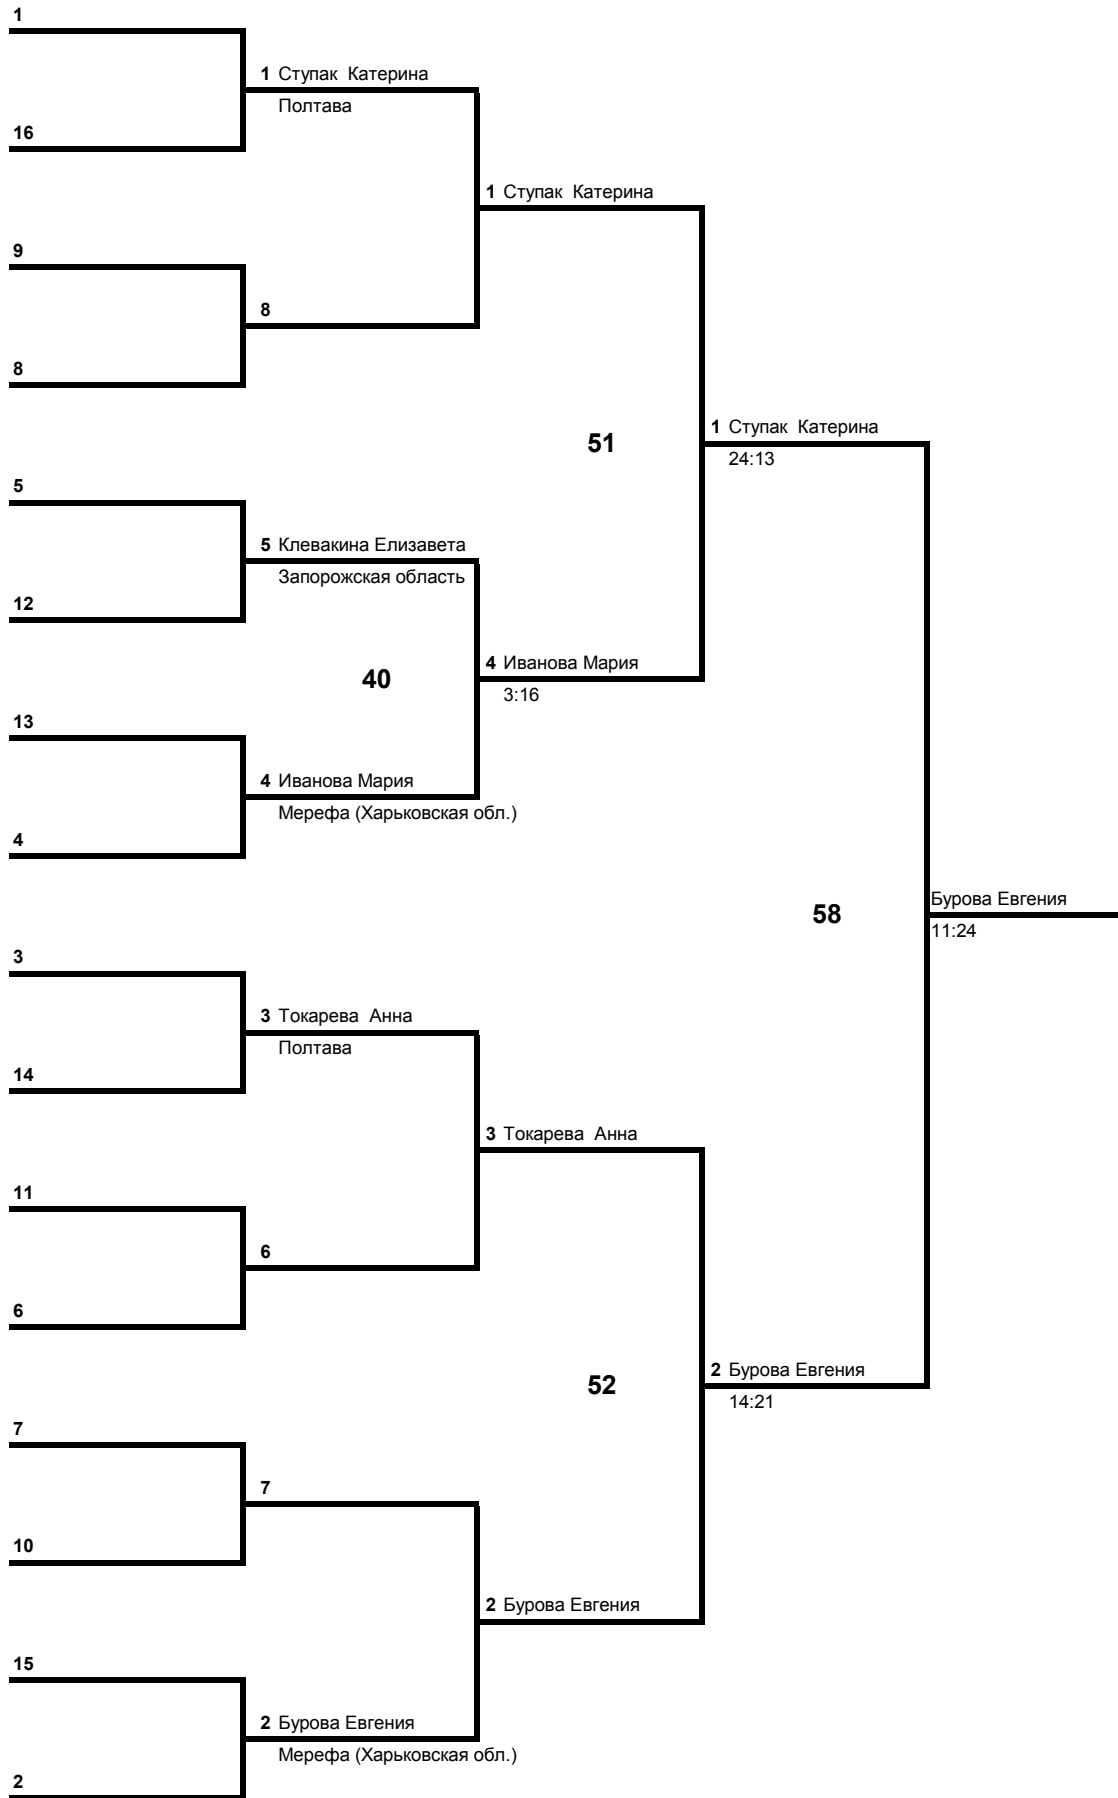 1
1 Ступак Катерина
Полтава
16
1 Ступак Катерина
9
8
8
1 Ступак Катерина
51
24:13
5
5 Клевакина Елизавета
Запорожская область
12
4 Иванова Мария
40
3:16
13
4 Иванова Мария
Мерефа (Харьковская обл.)
4
Бурова Евгения
58
11:24
3
3 Токарева Анна
Полтава
14
3 Токарева Анна
11
6
6
2 Бурова Евгения
52
14:21
7
7
10
2 Бурова Евгения
15
2 Бурова Евгения
Мерефа (Харьковская обл.)
2